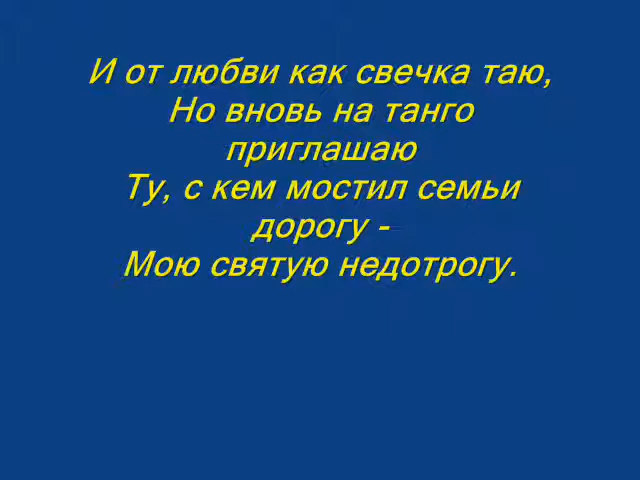 И от любви как свечка таю,
Но вновь на танго
приглашаю
Ту, с кем мостил семьи
дорогу -
Мою святую недотрогу.